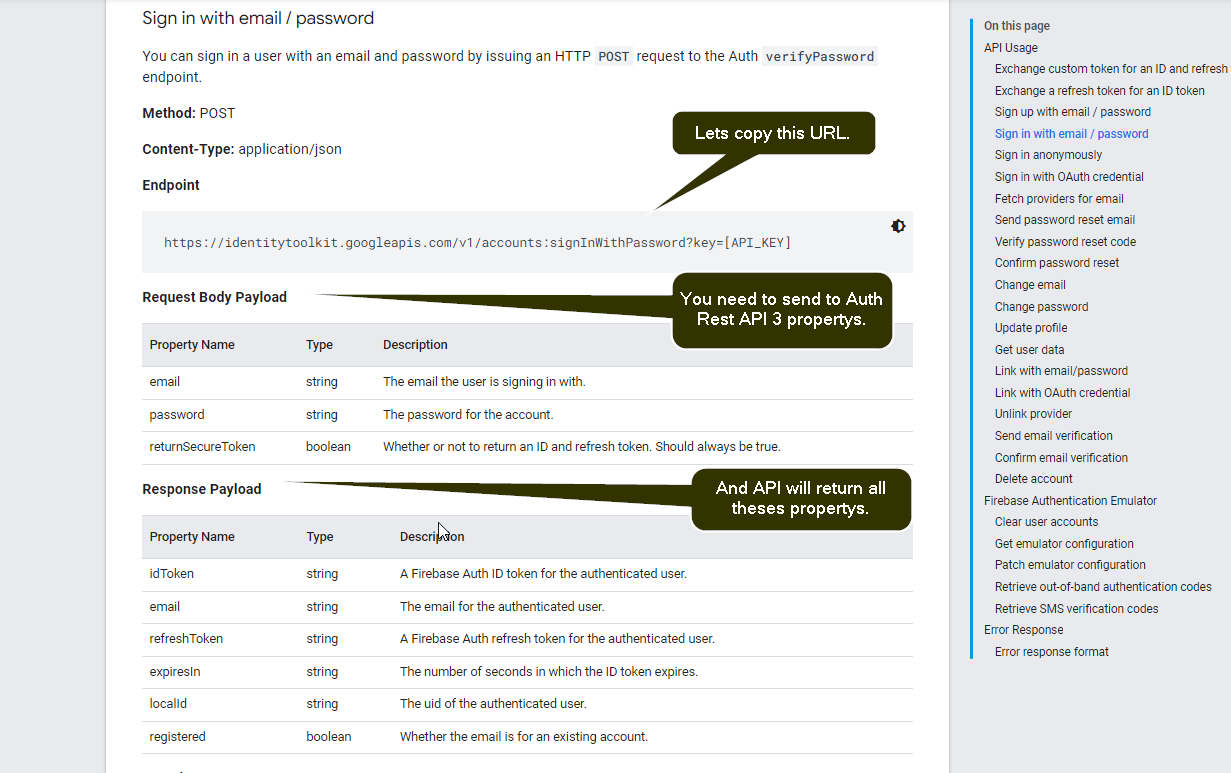 Sign in with email / password
You can sign in a user with an email and password by issuing an HTTP POST request to the Auth verifyPassword
endpoint.
Method: POST
Content-Type: application/json
Lets copy this URL.
Endpoint
https://identitytoolkit.googleapis.com/v1/accounts:signInWithPassword?key=[API_KEY]
Request Body Payload
You need to send to Auth
Rest API 3 propertys.
Property Name Type Description
email string The email the user is signing in with.
password string The password for the account.
returnSecureToken boolean Whether or not to return an ID and refresh token. Should always be true.
Response Payload
And API will return all
theses propertys.
Property Name Type Description
idToken string A Firebase Auth ID token for the authenticated user.
email string The email for the authenticated user.
refreshToken string A Firebase Auth refresh token for the authenticated user.
expiresIn string The number of seconds in which the ID token expires.
localId string The uid of the authenticated user.
registered boolean Whether the email is for an existing account.
On this page
API Usage
Exchange custom token for an ID and refresh
Exchange a refresh token for an ID token
Sign up with email / password
Sign in with email / password
Sign in anonymously
Sign in with OAuth credential
Fetch providers for email
Send password reset email
Verify password reset code
Confirm password reset
Change email
Change password
Update profile
Get user data
Link with email/password
Link with OAuth credential
Unlink provider
Send email verification
Confirm email verification
Delete account
Firebase Authentication Emulator
Clear user accounts
Get emulator configuration
Patch emulator configuration
Retrieve out-of-band authentication codes
Retrieve SMS verification codes
Error Response
Error response format